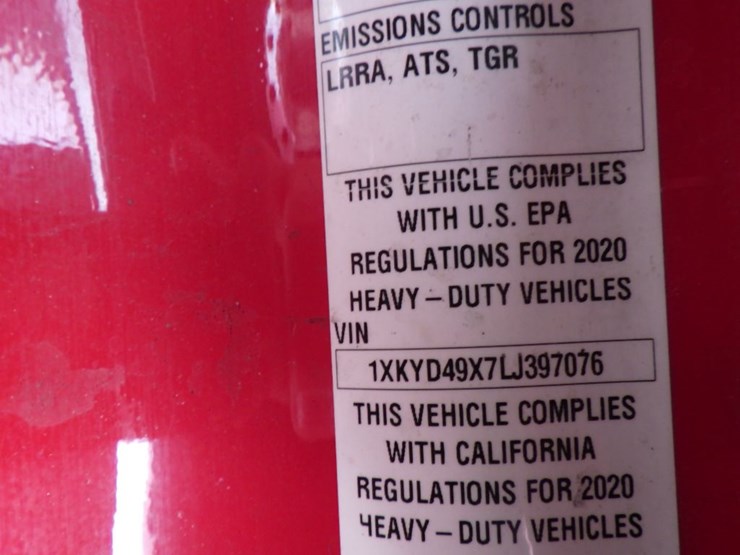 EMISSIONS CONTROLS
LRRA, ATS, TGR
THIS VEHICLE COMPLIES
WITH U.S. EPA
REGULATIONS FOR 2020
HEAVY – DUTY VEHICLES
VIN
1XKYD49X7LJ397076
THIS VEHICLE COMPLIES
WITH CALIFORNIA
REGULATIONS FOR 2020
HEAVY – DUTY VEHICLES